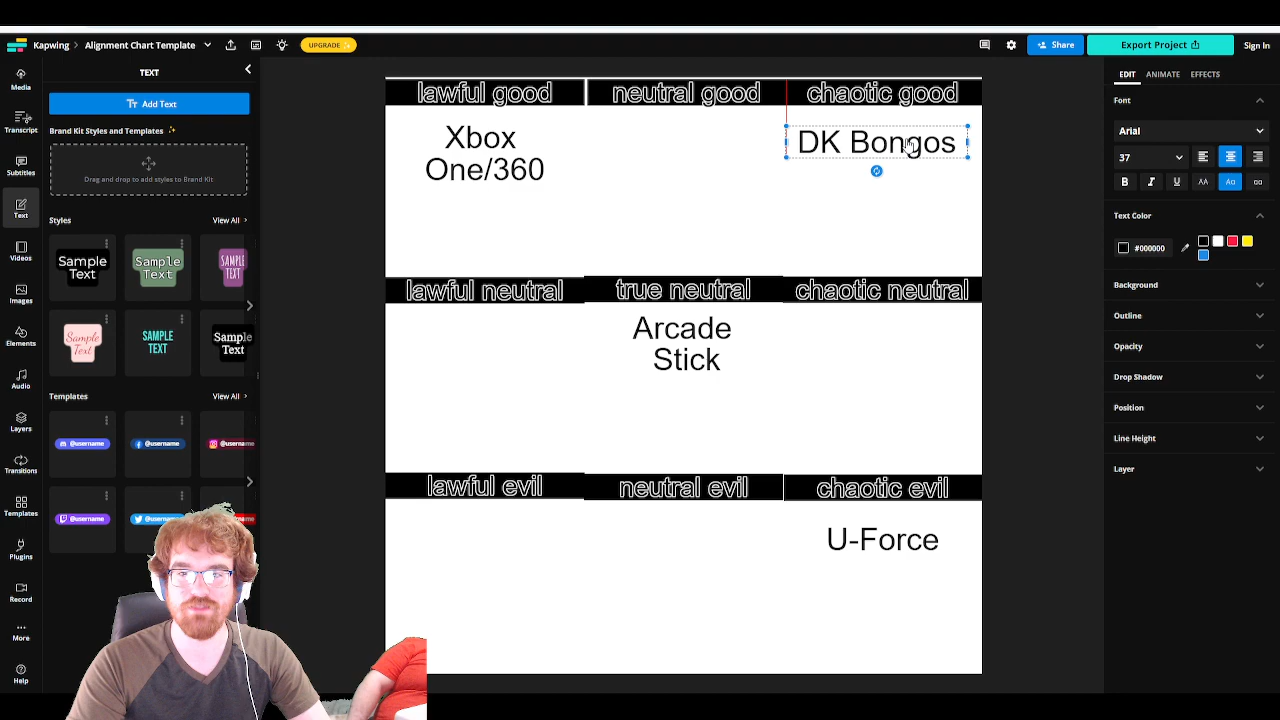 Kapwing > Alignment Chart Template
UPGRADE
Share
Export Project
Sign In
Media
Transcript
Subtitles
Text
Videos
Images
Elements
Audio
Layers
Transitions
Templates
Plugins
Record
More
Help
TEXT
Add Text
Brand Kit Styles and Templates
Drag and drop to add styles to Brand Kit
Styles
View All >
Sample
Text
Sample
Text
SAMPLE
TEXT
Sample
Text
SAMPLE
TEXT
Sample
Text
Templates
View All >
@username
@username
@username
@username
@username
lawful good
neutral good
chaotic good
Xbox
One/360
DK Bongos
lawful neutral
true neutral
chaotic neutral
Arcade
Stick
lawful evil
neutral evil
chaotic evil
U-Force
EDIT
ANIMATE
EFFECTS
Font
Arial
37
B
I
U
AA
Aa
aa
Text Color
#000000
Background
Outline
Opacity
Drop Shadow
Position
Line Height
Layer